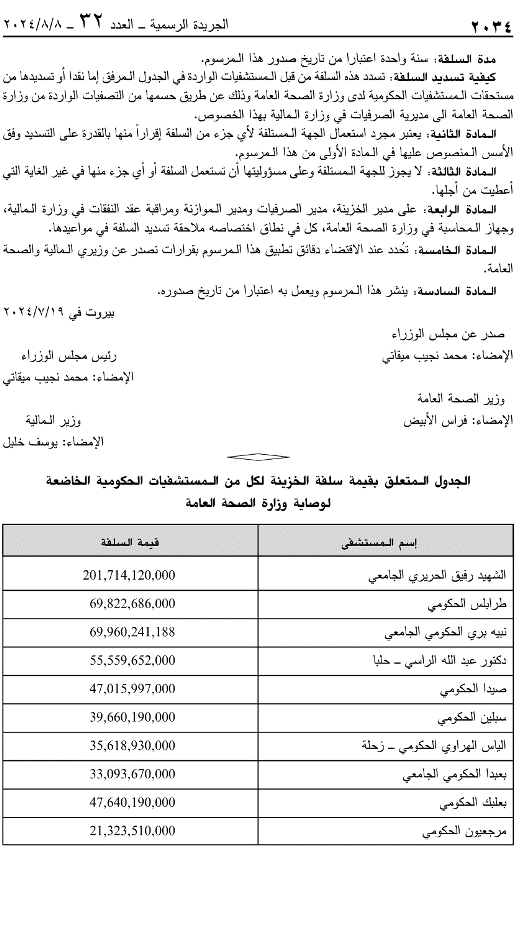 ٢٠٣٤ الجريدة الرسمية ــ العدد ٣٢ ــ ٢٠٢٤/٨/٨
مدة السلفة: سنة واحدة اعتبارا من تاريخ صدور هذا المرسوم.
كيفية تسديد السلفة: تسدد هذه السلفة من قبل المستشفيات الواردة في الجدول المرفق إما نقدا أو تسديدها من
مستحقات المستشفيات الحكومية لدى وزارة الصحة العامة وذلك عن طريق حسمها من التصفيات الواردة من وزارة
الصحة العامة الى مديرية الصرفيات في وزارة المالية بهذا الخصوص.
المادة الثانية: يعتبر مجرد استعمال الجهة المستلفة لأي جزء من السلفة إقراراً منها بالقدرة على التسديد وفق
الأسس المنصوص عليها في المادة الأولى من هذا المرسوم.
المادة الثالثة: لا يجوز للجهة المستلفة وعلى مسؤوليتها أن تستعمل السلفة أو أي جزء منها في غير الغاية التي
أعطيت من أجلها.
المادة الرابعة: على مدير الخزينة، مدير الصرفيات ومدير الموازنة ومراقبة عقد النفقات في وزارة المالية،
وجهاز المحاسبة في وزارة الصحة العامة، كل في نطاق اختصاصه ملاحقة تسديد السلفة في مواعيدها.
المادة الخامسة: تُحدد عند الاقتضاء دقائق تطبيق هذا المرسوم بقرارات تصدر عن وزيري المالية والصحة
العامة.
المادة السادسة: ينشر هذا المرسوم ويعمل به اعتبارا من تاريخ صدوره.
بيروت في ٢٠٢٤/٧/١٩
صدر عن مجلس الوزراء
رئيس مجلس الوزراء
الإمضاء: محمد نجيب ميقاتي
الإمضاء: محمد نجيب ميقاتي
وزير الصحة العامة
الإمضاء: فراس الأبيض
وزير المالية
الإمضاء: يوسف خليل
الجدول المتعلق بقيمة سلفة الخزينة لكل من المستشفيات الحكومية الخاضعة
لوصاية وزارة الصحة العامة
إسم المستشفى قيمة السلفة
الشهيد رفيق الحريري الجامعي 201,714,120,000
طرابلس الحكومي 69,822,686,000
نبيه بري الحكومي الجامعي 69,960,241,188
دكتور عبد الله الراسي ــ حلبا 55,559,652,000
صيدا الحكومي 47,015,997,000
سبلين الحكومي 39,660,190,000
الياس الهراوي الحكومي ــ زحلة 35,618,930,000
بعبدا الحكومي الجامعي 33,093,670,000
بعلبك الحكومي 47,640,190,000
مرجعيون الحكومي 21,323,510,000